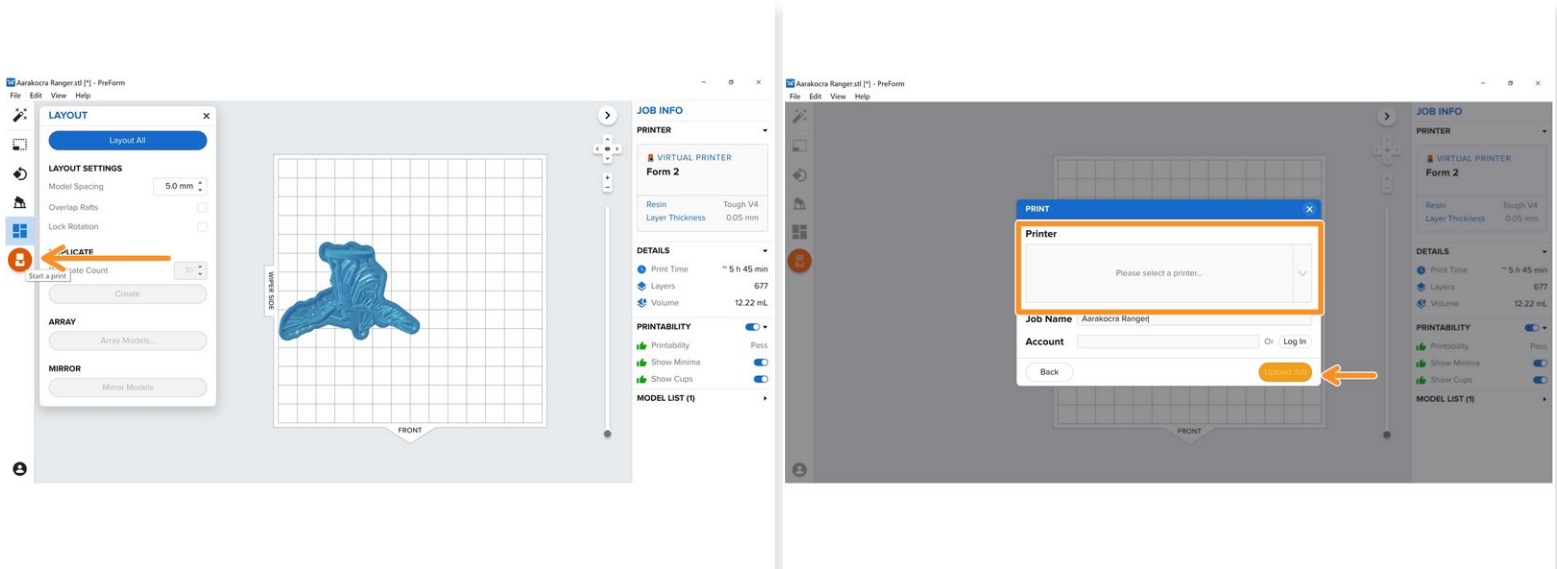 Aarakocra Ranger.stl [*] - PreForm
File Edit View Help
LAYOUT
Layout All
LAYOUT SETTINGS
Model Spacing 5.0 mm
Overlap Rafts
Lock Rotation
Count 10
Start a print
Create
ARRAY
Array Models...
MIRROR
Mirror Models
WIPER SIDE
FRONT
JOB INFO
PRINTER
VIRTUAL PRINTER
Form 2
Resin Tough V4
Layer Thickness 0.05 mm
DETAILS
Print Time ~ 5 h 45 min
Layers 677
Volume 12.22 mL
PRINTABILITY
Printability Pass
Show Minima
Show Cups
MODEL LIST (1)
Aarakocra Ranger.stl [*] - PreForm
File Edit View Help
PRINT
Printer
Please select a printer...
Job Name Aarakocra Ranger
Account Or Log In
Back Upload Job
FRONT
JOB INFO
PRINTER
VIRTUAL PRINTER
Form 2
Resin Tough V4
Layer Thickness 0.05 mm
DETAILS
Print Time ~ 5 h 45 min
Layers 677
Volume 12.22 mL
PRINTABILITY
Printability Pass
Show Minima
Show Cups
MODEL LIST (1)